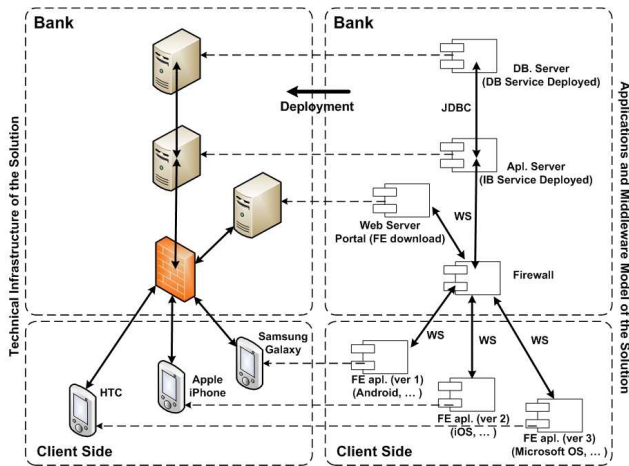 Bank
Bank
Technical Infrastructure of the Solution
Applications and Middleware Model of the Solution
Deployment
DB. Server
(DB Service Deployed)
JDBC
Apl. Server
(IB Service Deployed)
Web Server
Portal (FE download)
WS
Firewall
Samsung
Galaxy
Apple
iPhone
HTC
WS
WS
WS
FE apl. (ver 1)
(Android, ... )
FE apl. (ver 2)
(iOS, ... )
FE apl. (ver 3)
(Microsoft OS, ... )
Client Side
Client Side